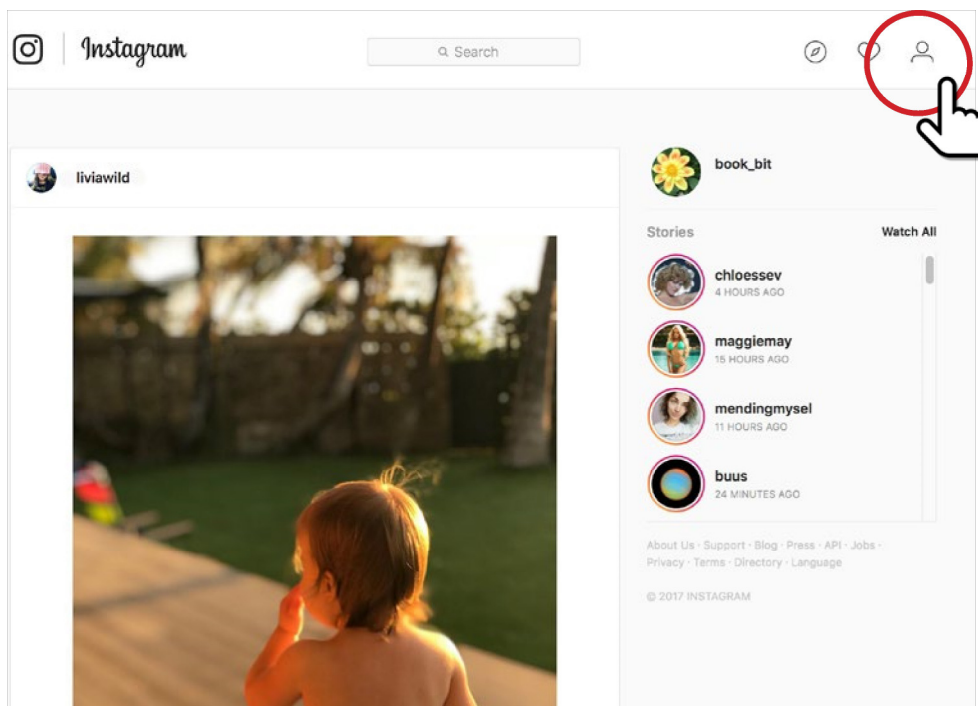 Instagram
Search
liviawild
book_bit
Stories Watch All
chloessev
4 HOURS AGO
maggiemay
15 HOURS AGO
mendingmysel
11 HOURS AGO
buus
24 MINUTES AGO
About Us · Support · Blog · Press · API · Jobs ·
Privacy · Terms · Directory · Language
© 2017 INSTAGRAM